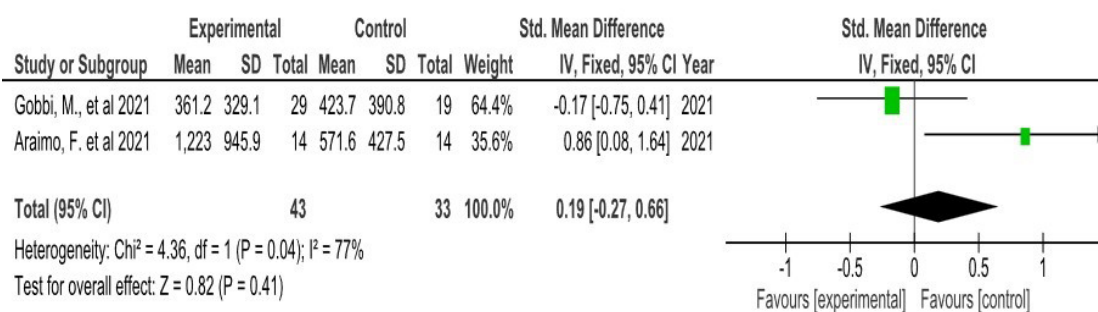 Experimental Control Std. Mean Difference Std. Mean Difference
Study or Subgroup Mean SD Total Mean SD Total Weight IV, Fixed, 95% CI Year IV, Fixed, 95% CI
Gobbi, M., et al 2021 361.2 329.1 29 423.7 390.8 19 64.4% -0.17 [-0.75, 0.41] 2021
Araimo, F. et al 2021 1,223 945.9 14 571.6 427.5 14 35.6% 0.86 [0.08, 1.64] 2021
Total (95% CI) 43 33 100.0% 0.19 [-0.27, 0.66]
Heterogeneity: Chi² = 4.36, df = 1 (P = 0.04); I² = 77%
Test for overall effect: Z = 0.82 (P = 0.41)
-1 -0.5 0 0.5 1
Favours [experimental] Favours [control]